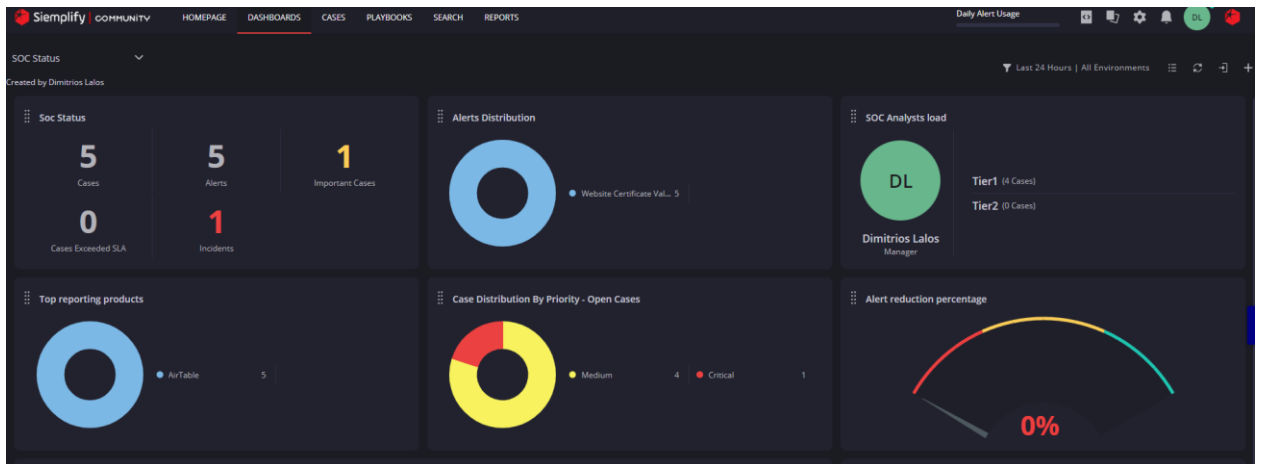 Siemplify | COMMUNITY HOMEPAGE DASHBOARDS CASES PLAYBOOKS SEARCH REPORTS Daily Alert Usage DL
SOC Status
Last 24 Hours | All Environments
Created by Dimitrios Lalos
Soc Status
5 5 1
Cases Alerts Important Cases
0 1
Cases Exceeded SLA Incidents
Alerts Distribution
Website Certificate Val... 5
SOC Analysts load
DL
Tier1 (4 Cases)
Tier2 (0 Cases)
Dimitrios Lalos
Manager
Top reporting products
AirTable 5
Case Distribution By Priority - Open Cases
Medium 4 Critical 1
Alert reduction percentage
0%